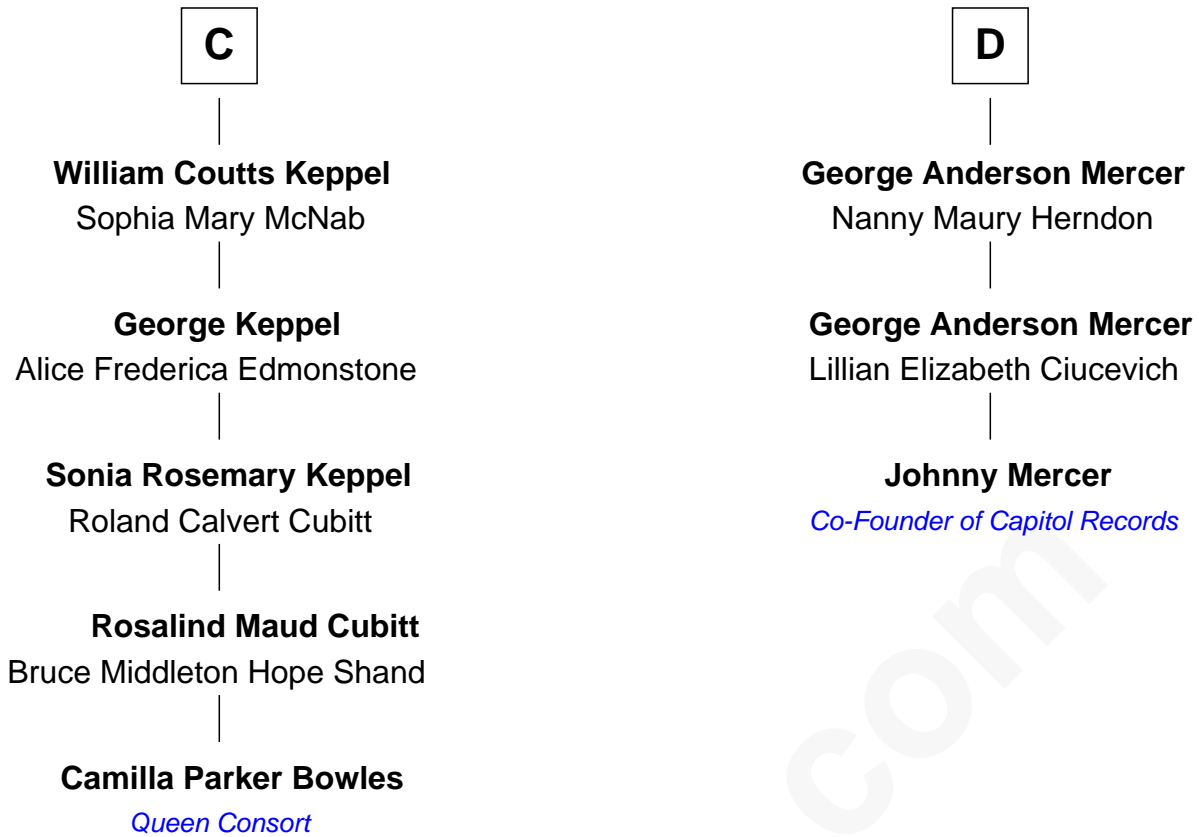 C
William Coutts Keppel
Sophia Mary McNab
George Keppel
Alice Frederica Edmonstone
Sonia Rosemary Keppel
Roland Calvert Cubitt
Rosalind Maud Cubitt
Bruce Middleton Hope Shand
Camilla Parker Bowles
Queen Consort
D
George Anderson Mercer
Nanny Maury Herndon
George Anderson Mercer
Lillian Elizabeth Ciucevich
Johnny Mercer
Co-Founder of Capitol Records
com